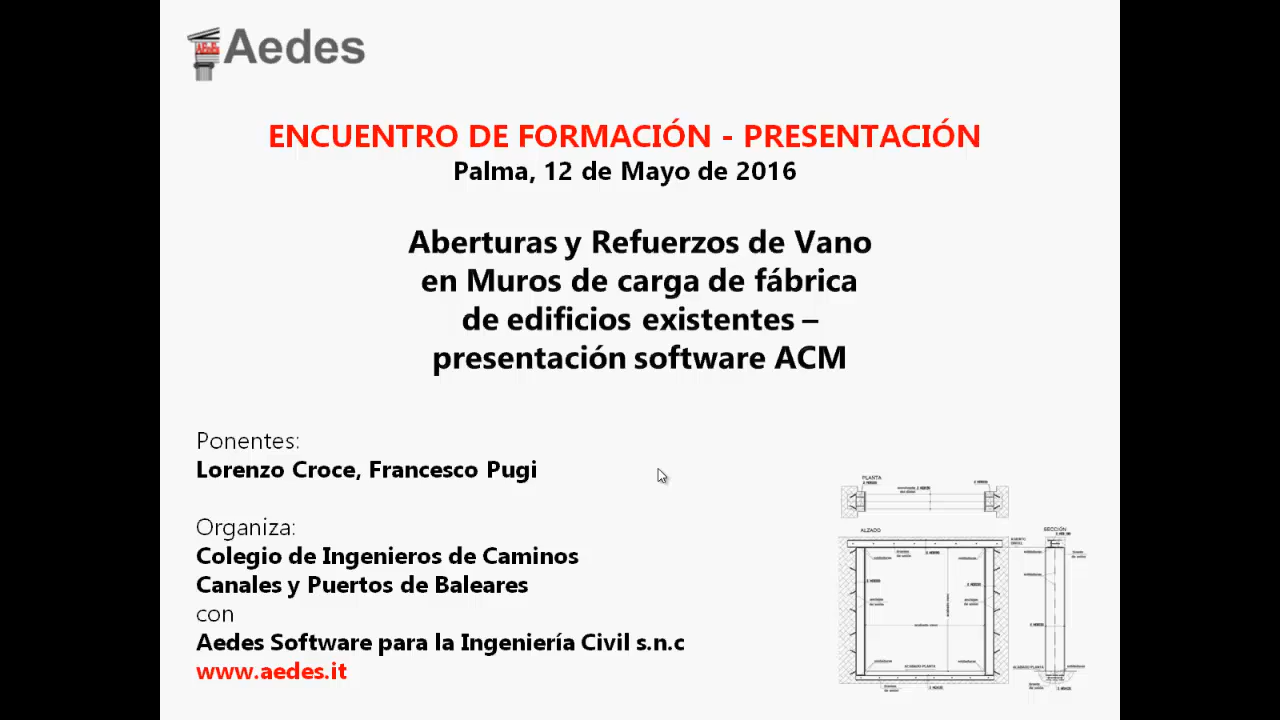 Aedes
ENCUENTRO DE FORMACIÓN - PRESENTACIÓN
Palma, 12 de Mayo de 2016
Aberturas y Refuerzos de Vano
en Muros de carga de fábrica
de edificios existentes –
presentación software ACM
Ponentes:
Lorenzo Croce, Francesco Pugi
Organiza:
Colegio de Ingenieros de Caminos
Canales y Puertos de Baleares
con
Aedes Software para la Ingeniería Civil s.n.c
www.aedes.it
PLANTA
ALZADO
SECCIÓN